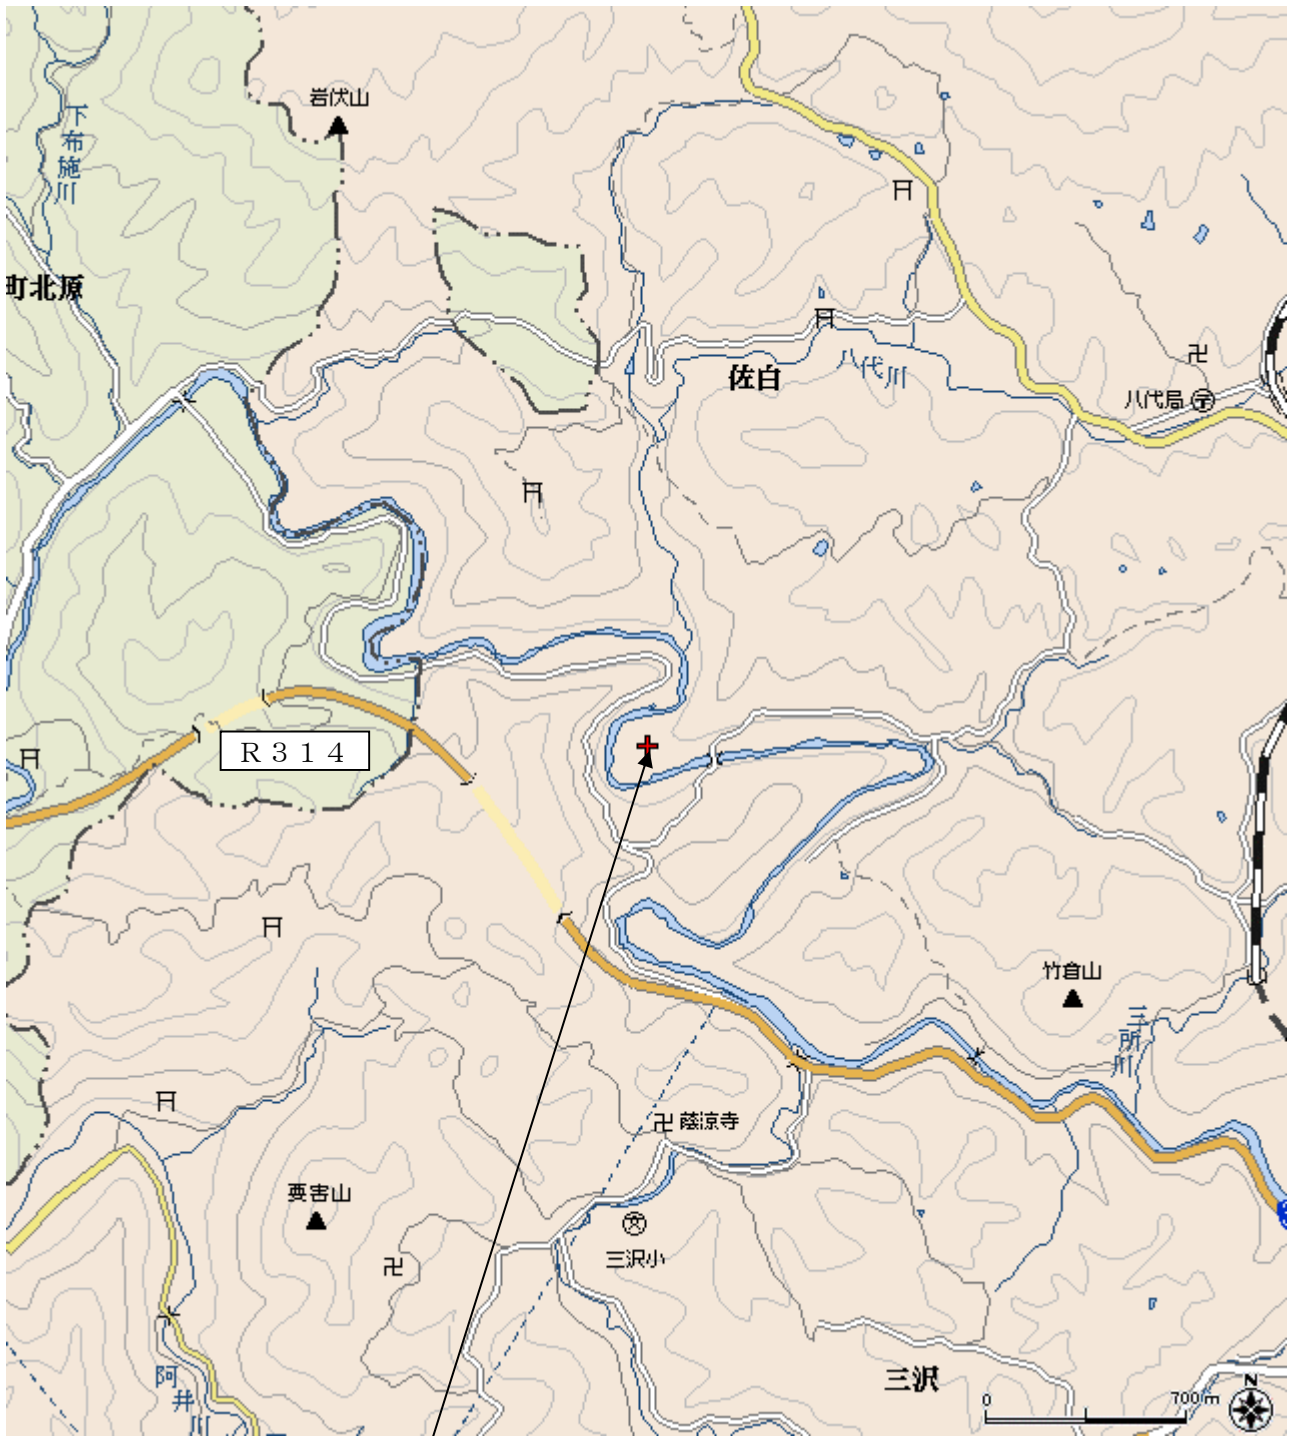 岩伏山
下布施川
町北原
佐白
八代川
八代局
R314
竹倉山
三所川
蔭涼寺
要害山
三沢小
阿井川
三沢
0 700m
N